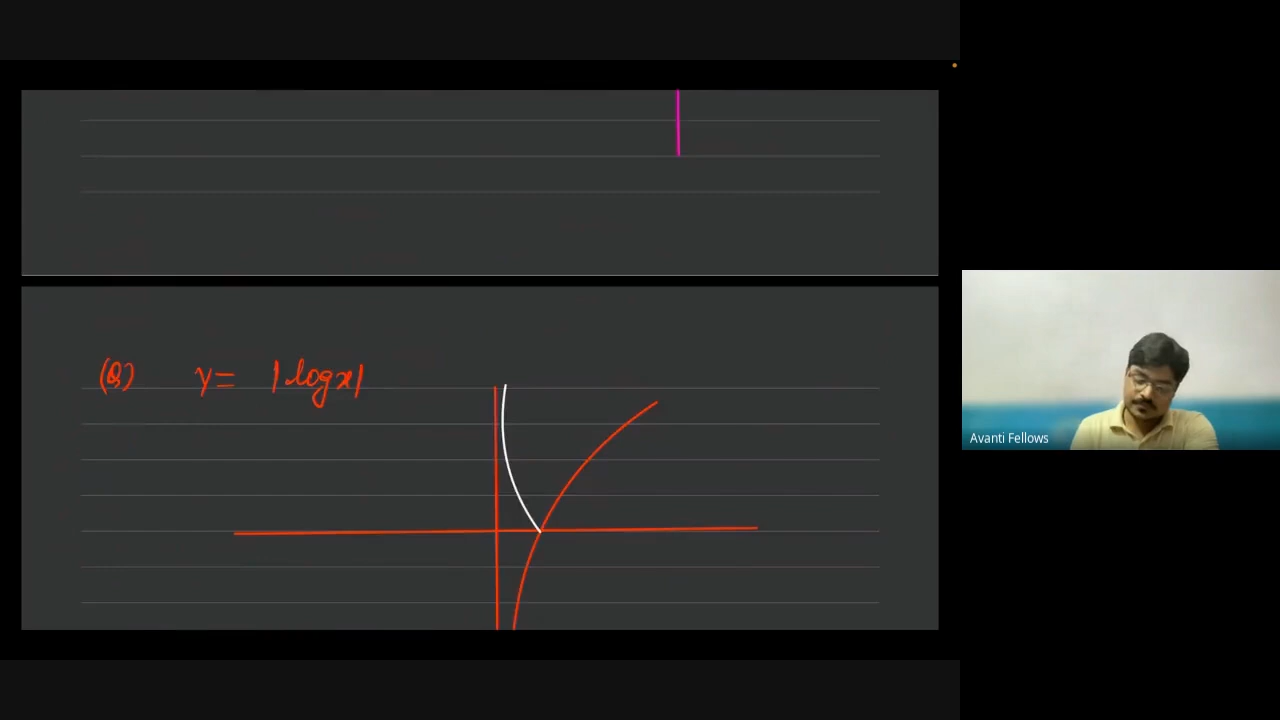 (Q) y = |log x|
Avanti Fellows